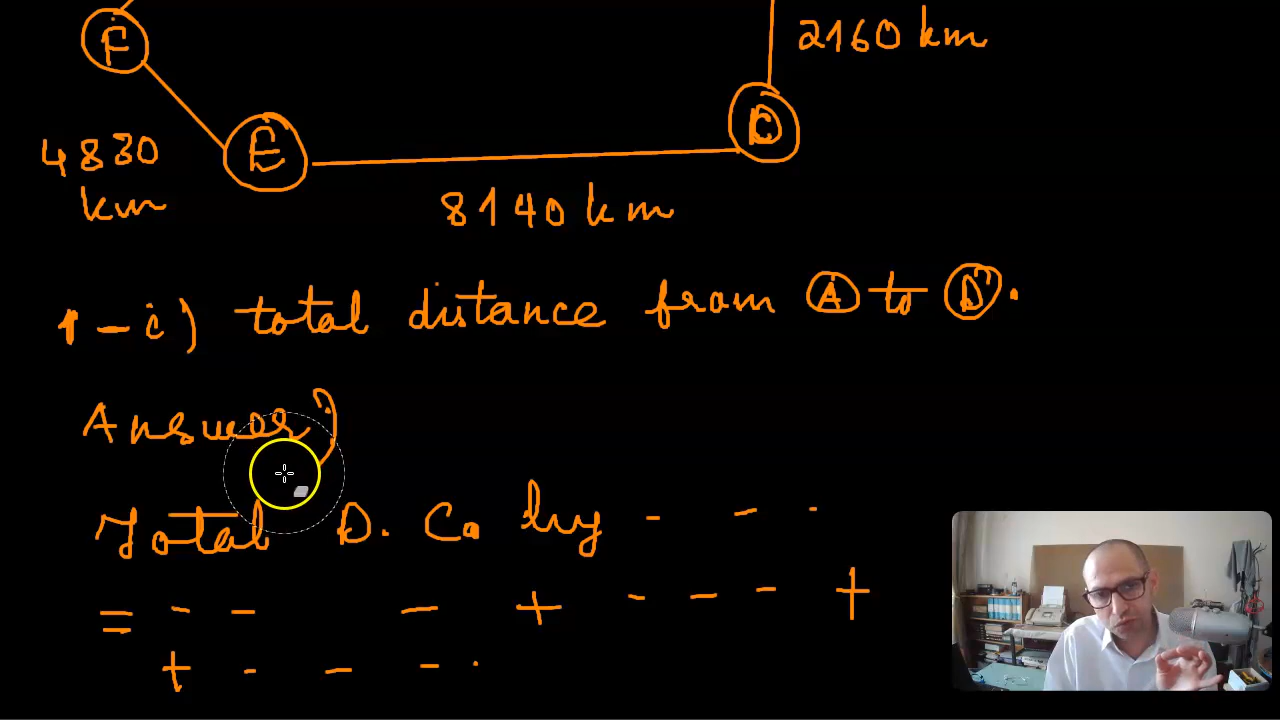 F
2160 km
D
4830
km
E
8140 km
1-i) total distance from A to D.
Answer)
Total D. Co by - - -
= - - - + - - - +
+ - - - .